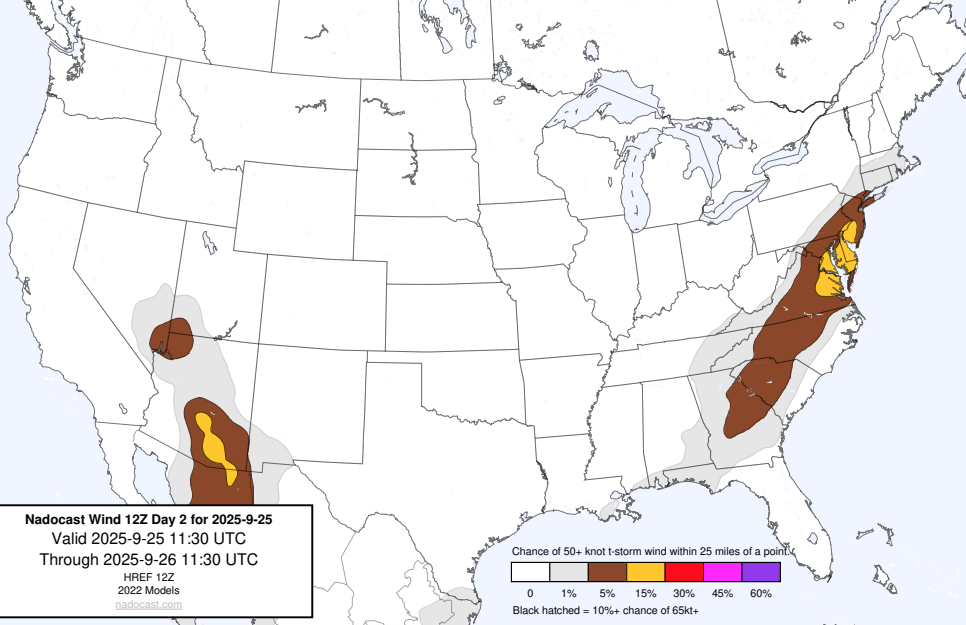 Nadocast Wind 12Z Day 2 for 2025-9-25
Valid 2025-9-25 11:30 UTC
Through 2025-9-26 11:30 UTC
HREF 12Z
2022 Models
nadocast.com
Chance of 50+ knot t-storm wind within 25 miles of a point.
0 1% 5% 15% 30% 45% 60%
Black hatched = 10%+ chance of 65kt+